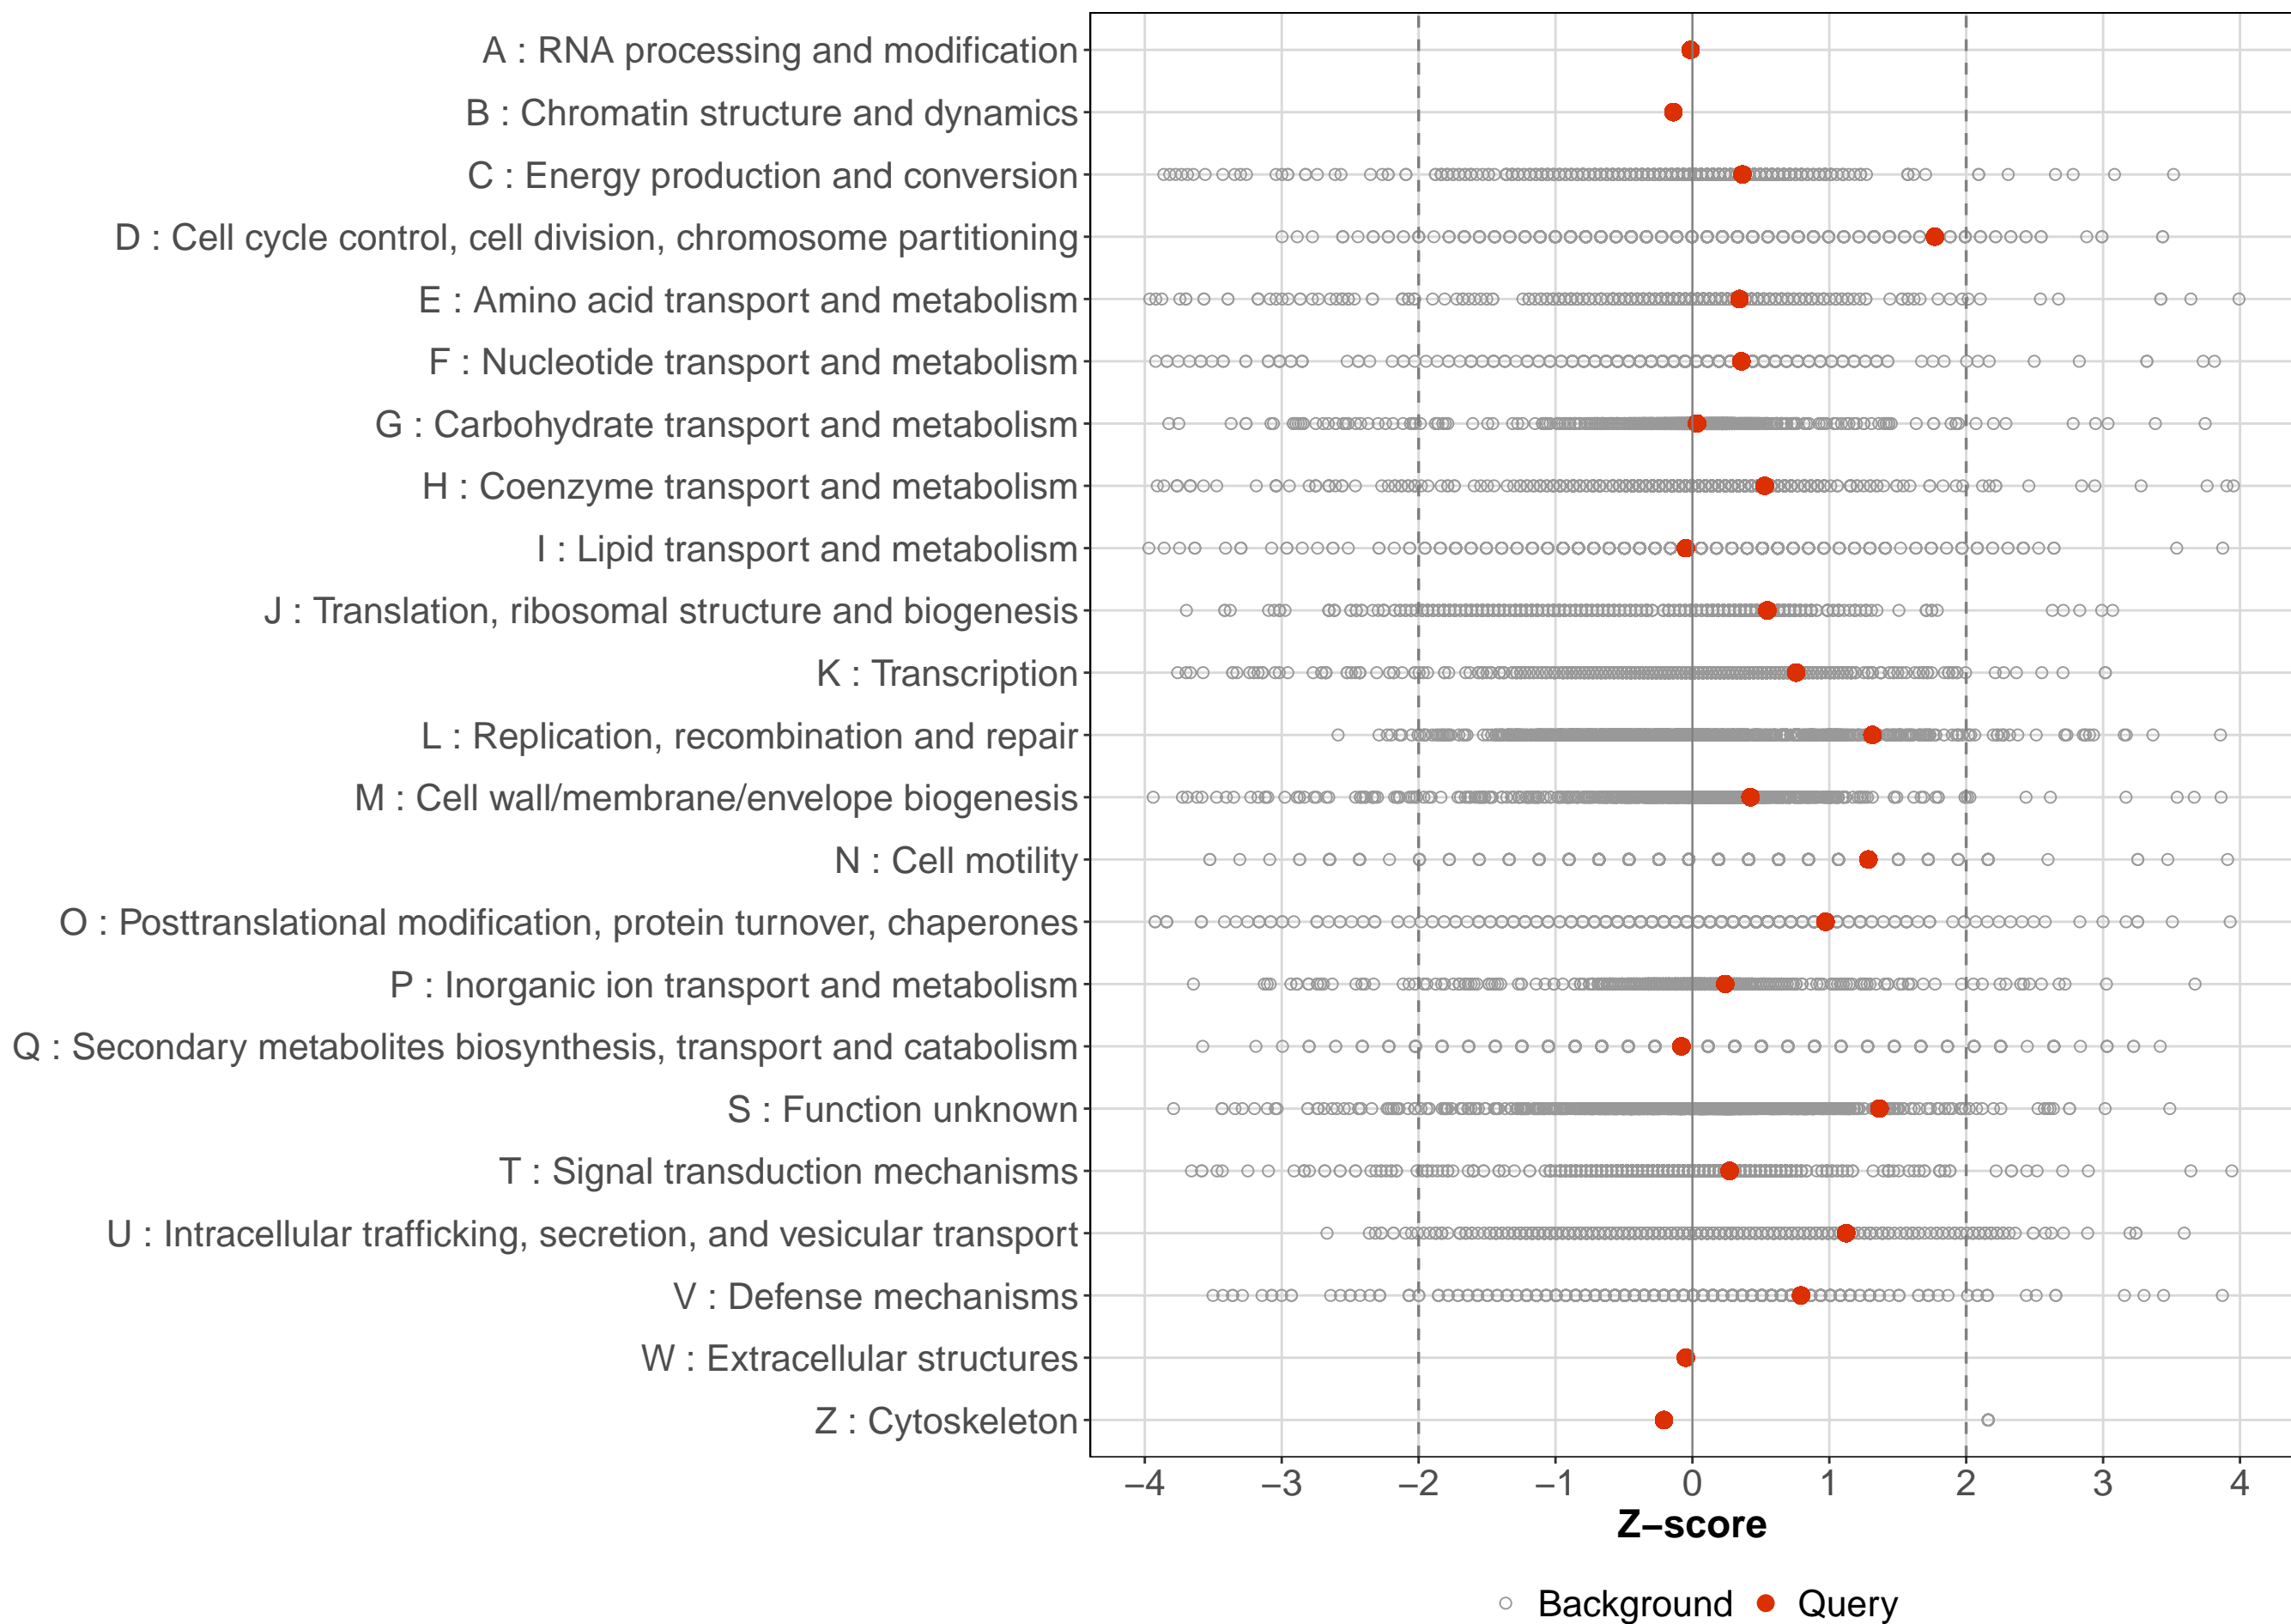 A : RNA processing and modification
B : Chromatin structure and dynamics
C : Energy production and conversion
D : Cell cycle control, cell division, chromosome partitioning
E : Amino acid transport and metabolism
F : Nucleotide transport and metabolism
G : Carbohydrate transport and metabolism
H : Coenzyme transport and metabolism
I : Lipid transport and metabolism
J : Translation, ribosomal structure and biogenesis
K : Transcription
L : Replication, recombination and repair
M : Cell wall/membrane/envelope biogenesis
N : Cell motility
O : Posttranslational modification, protein turnover, chaperones
P : Inorganic ion transport and metabolism
Q : Secondary metabolites biosynthesis, transport and catabolism
S : Function unknown
T : Signal transduction mechanisms
U : Intracellular trafficking, secretion, and vesicular transport
V : Defense mechanisms
W : Extracellular structures
Z : Cytoskeleton
−4 −3 −2 −1 0 1 2 3 4
Z−score
Background Query